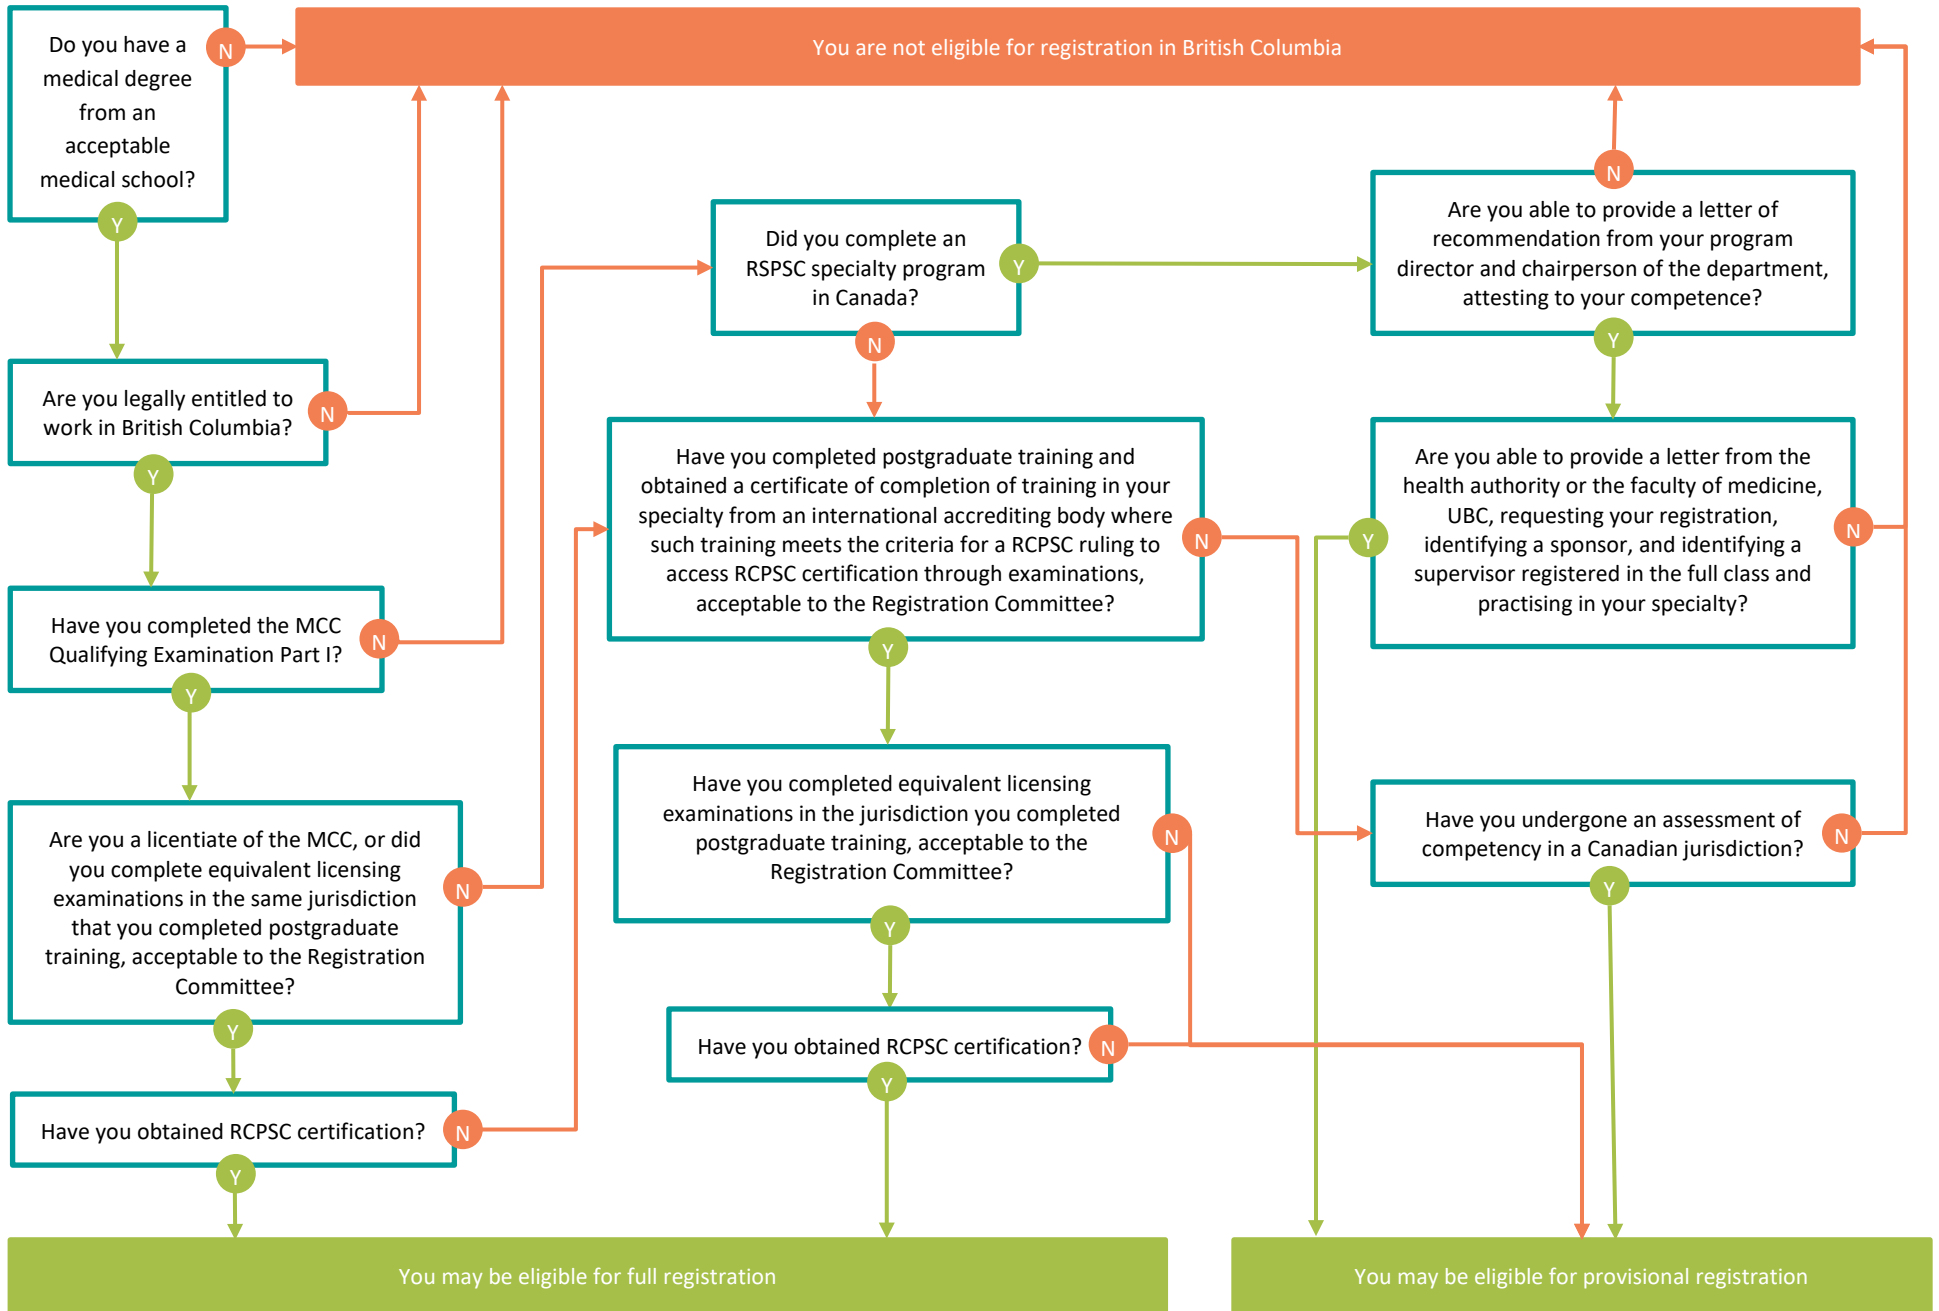 Do you have a
medical degree
from an
acceptable
medical school?
N
Y
You are not eligible for registration in British Columbia
Are you legally entitled to
work in British Columbia?
N
Y
Have you completed the MCC
Qualifying Examination Part I?
N
Y
Are you a licentiate of the MCC, or did
you complete equivalent licensing
examinations in the same jurisdiction
that you completed postgraduate
training, acceptable to the Registration
Committee?
N
Y
Have you obtained RCPSC certification?
N
Y
Did you complete an
RSPSC specialty program
in Canada?
Y
N
Have you completed postgraduate training and
obtained a certificate of completion of training in your
specialty from an international accrediting body where
such training meets the criteria for a RCPSC ruling to
access RCPSC certification through examinations,
acceptable to the Registration Committee?
N
Y
Have you completed equivalent licensing
examinations in the jurisdiction you completed
postgraduate training, acceptable to the
Registration Committee?
N
Y
Have you obtained RCPSC certification?
N
Y
N
Are you able to provide a letter of
recommendation from your program
director and chairperson of the department,
attesting to your competence?
Y
Are you able to provide a letter from the
health authority or the faculty of medicine,
UBC, requesting your registration,
identifying a sponsor, and identifying a
supervisor registered in the full class and
practising in your specialty?
Y
N
Have you undergone an assessment of
competency in a Canadian jurisdiction?
N
Y
You may be eligible for full registration
You may be eligible for provisional registration